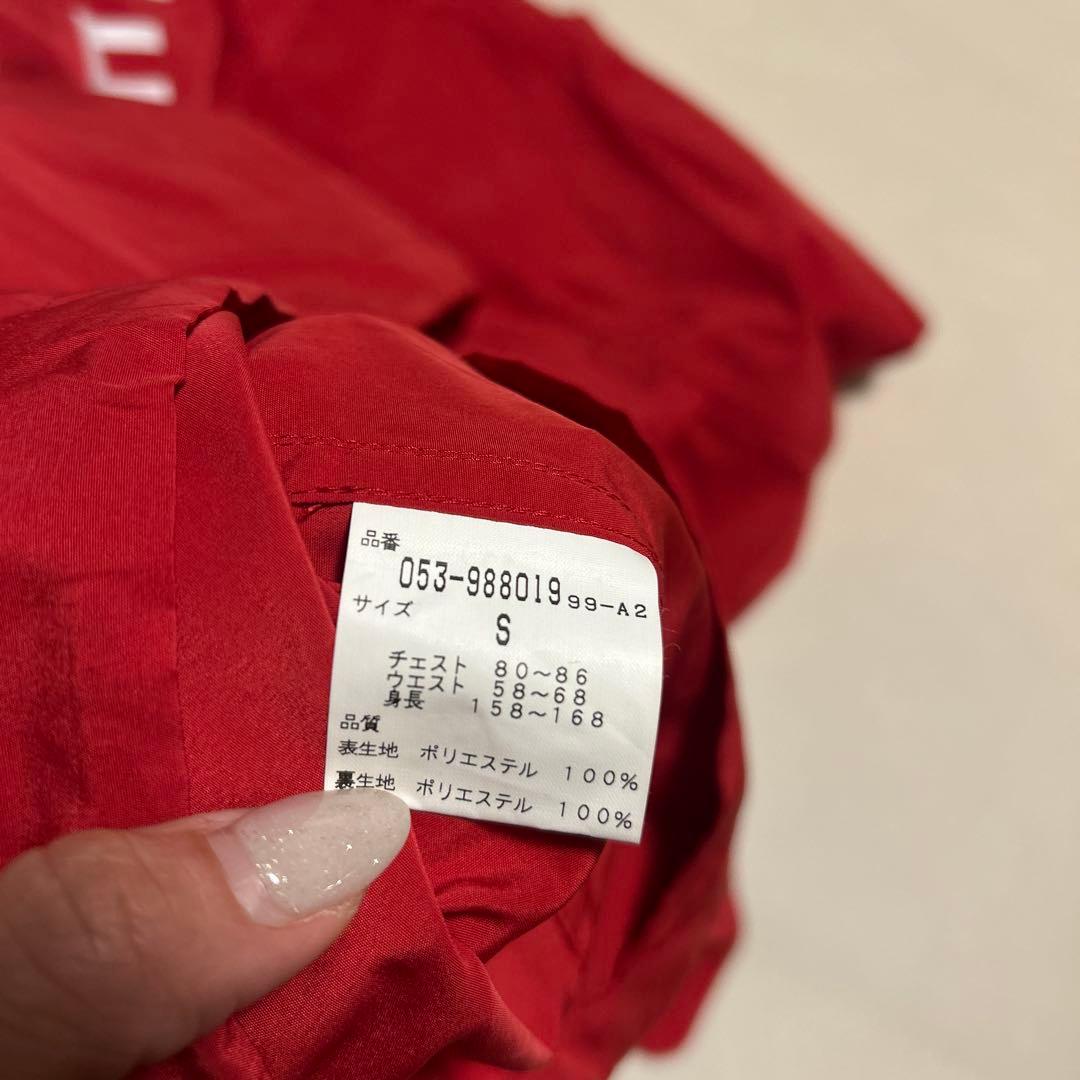 品番
053-988019 99-A2
サイズ
S
チェスト 80～86
ウエスト 58～68
身長 158～168
品質
表生地 ポリエステル 100%
裏生地 ポリエステル 100%